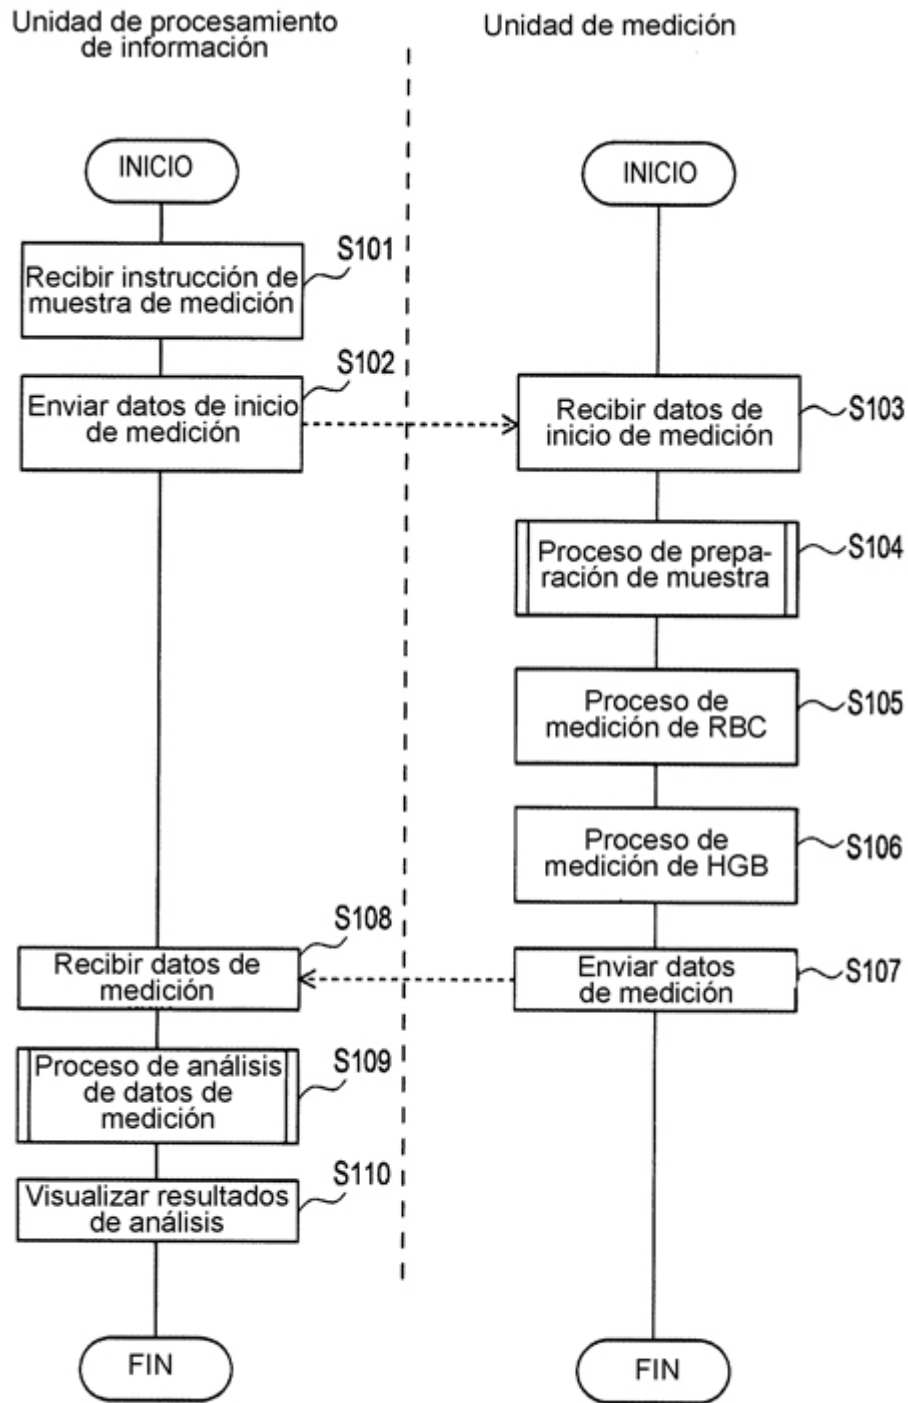 Unidad de procesamiento
de información
Unidad de medición
INICIO
INICIO
S101
Recibir instrucción de
muestra de medición
S102
Enviar datos de inicio
de medición
S103
Recibir datos de
inicio de medición
S104
Proceso de prepa-
ración de muestra
S105
Proceso de
medición de RBC
S106
Proceso de
medición de HGB
S108
Recibir datos de
medición
S107
Enviar datos
de medición
S109
Proceso de análisis
de datos de
medición
S110
Visualizar resultados
de análisis
FIN
FIN